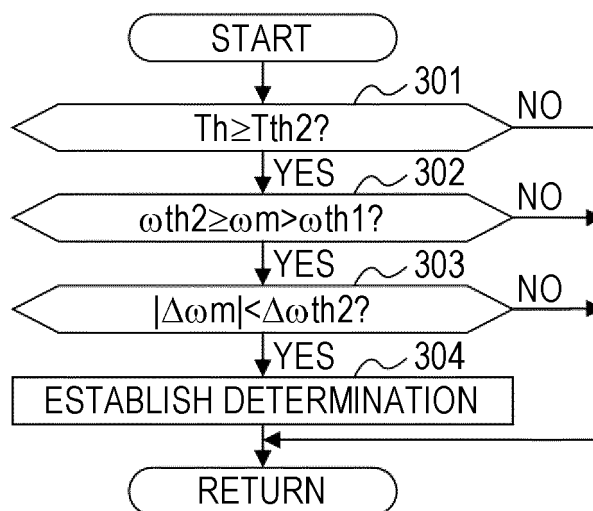 START
301
Th≥Tth2?
NO
YES
302
ωth2≥ωm>ωth1?
NO
YES
303
|Δωm|<Δωth2?
NO
YES
304
ESTABLISH DETERMINATION
RETURN